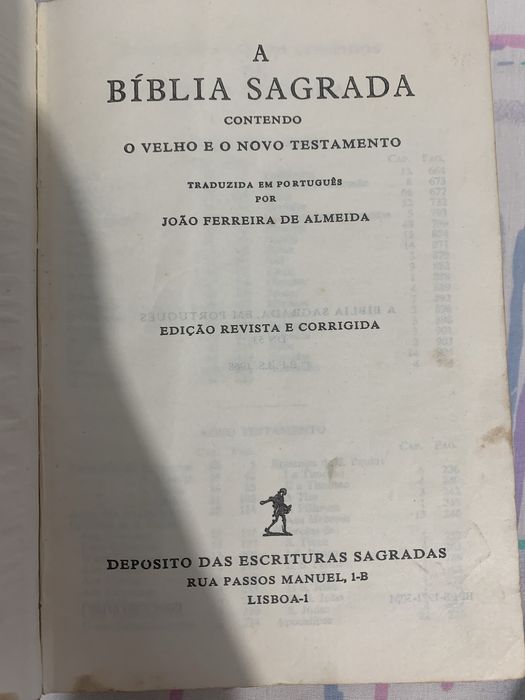 A
BÍBLIA SAGRADA
CONTENDO
O VELHO E O NOVO TESTAMENTO
TRADUZIDA EM PORTUGUÊS
POR
JOÃO FERREIRA DE ALMEIDA
EDIÇÃO REVISTA E CORRIGIDA
DEPOSITO DAS ESCRITURAS SAGRADAS
RUA PASSOS MANUEL, 1-B
LISBOA-1